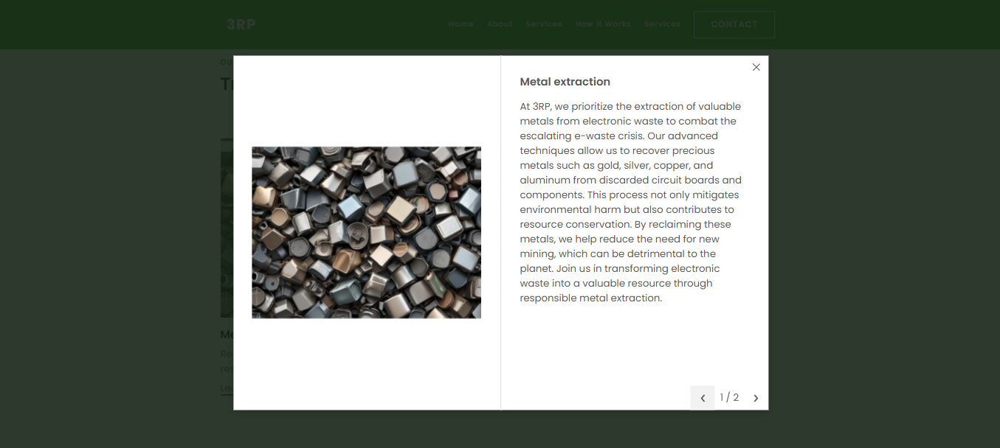 3RP
Home About Services How It Works Services CONTACT
Metal extraction
At 3RP, we prioritize the extraction of valuable
metals from electronic waste to combat the
escalating e-waste crisis. Our advanced
techniques allow us to recover precious
metals such as gold, silver, copper, and
aluminum from discarded circuit boards and
components. This process not only mitigates
environmental harm but also contributes to
resource conservation. By reclaiming these
metals, we help reduce the need for new
mining, which can be detrimental to the
planet. Join us in transforming electronic
waste into a valuable resource through
responsible metal extraction.
1 / 2